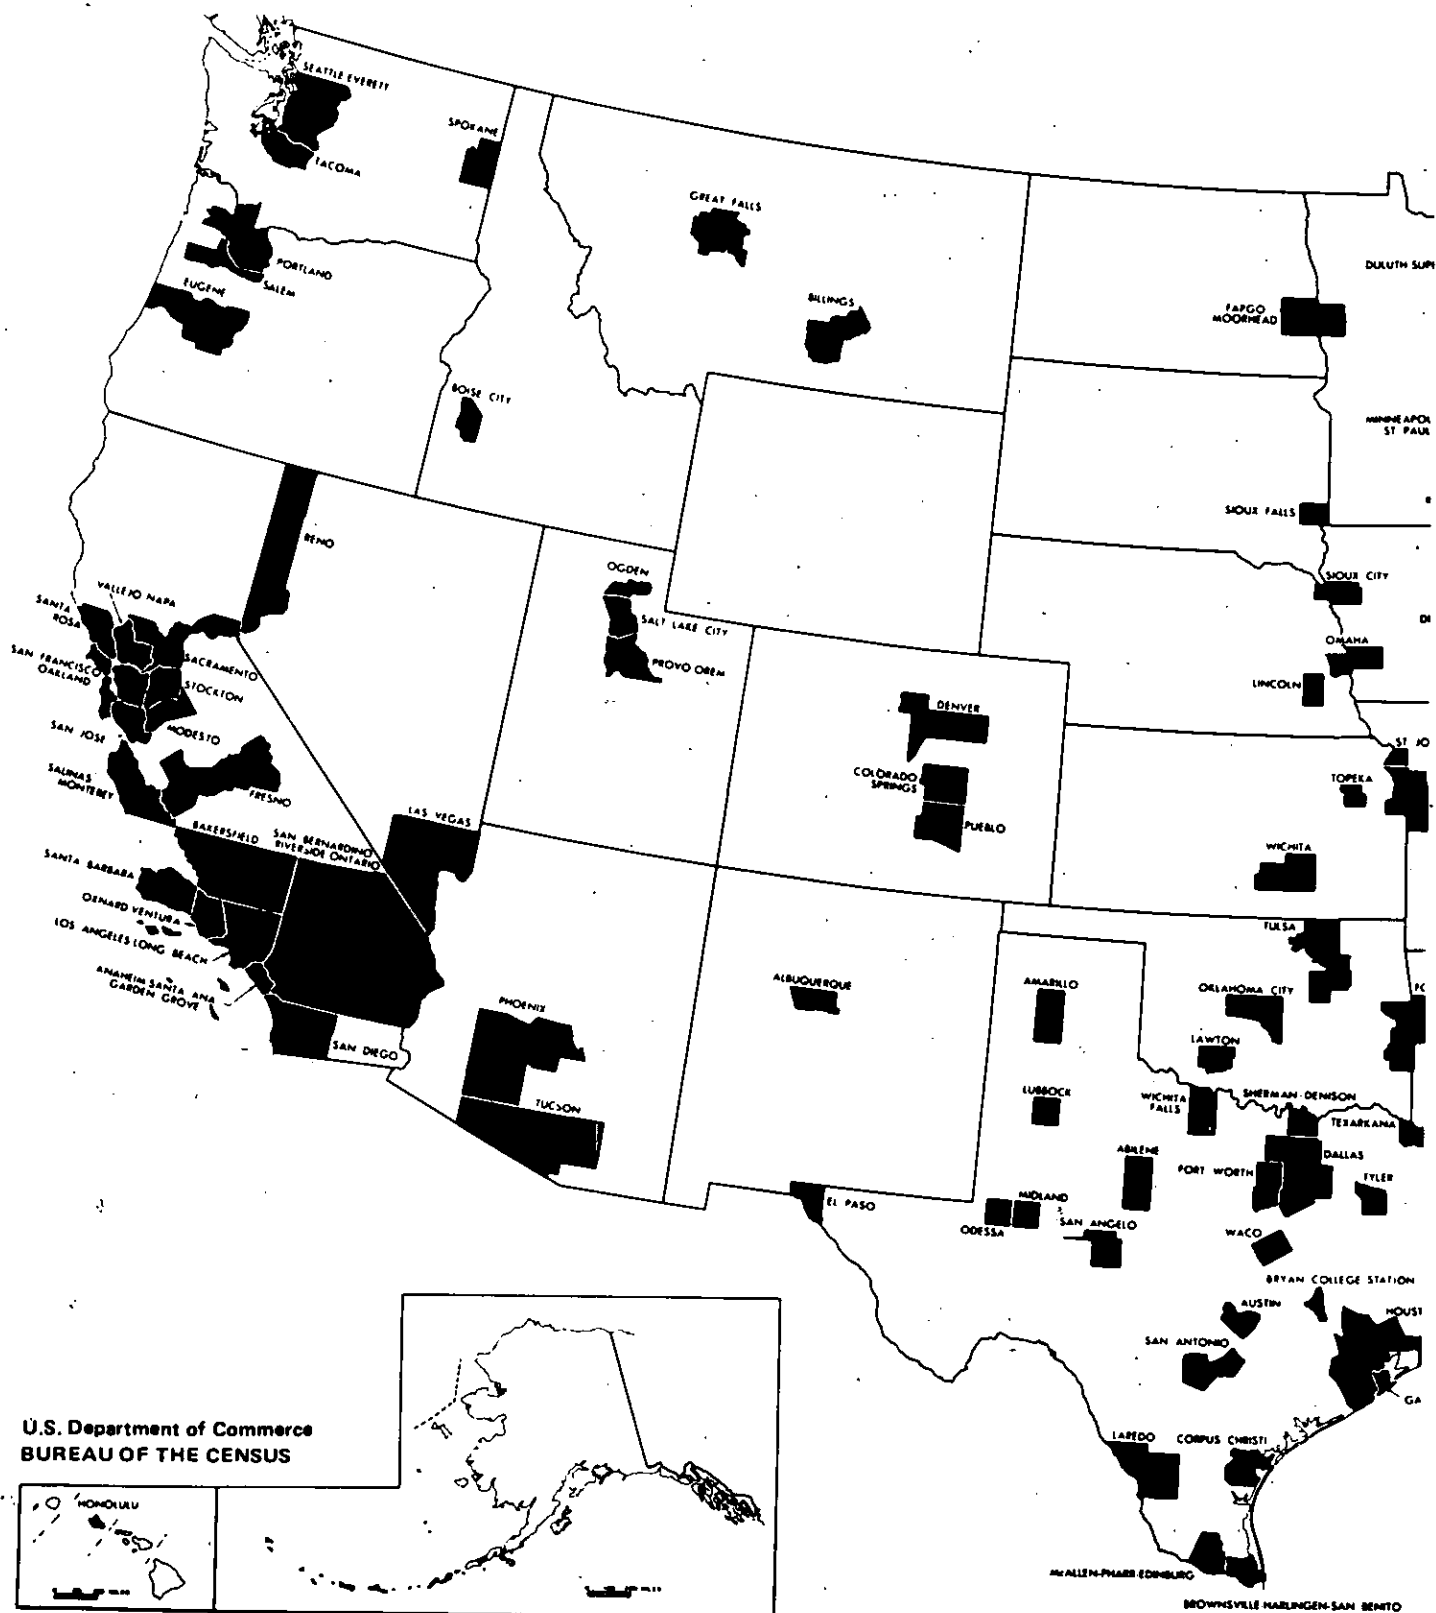 SEATTLE EVERETT
SPOKANE
TACOMA
GREAT FALLS
PORTLAND
SALEM
EUGENE
BILLINGS
DULUTH SUPE
FARGO
MOORHEAD
BOISE CITY
MINNEAPOL
ST PAUL
SIOUX FALLS
RENO
OGDEN
SIOUX CITY
VALLEJO NAPA
SANTA
ROSA
SALT LAKE CITY
OMAHA
SACRAMENTO
SAN FRANCISCO
OAKLAND
PROVO OREM
STOCKTON
LINCOLN
DENVER
SAN JOSE
MODESTO
ST JO
SALINAS
MONTEREY
FRESNO
COLORADO
SPRINGS
TOPEKA
LAS VEGAS
BAKERSFIELD
SAN BERNARDINO
RIVERSIDE ONTARIO
PUEBLO
WICHITA
SANTA BARBARA
OXNARD VENTURA
LOS ANGELES LONG BEACH
TULSA
ANAHEIM SANTA ANA
GARDEN GROVE
ALBUQUERQUE
AMARILLO
OKLAHOMA CITY
PHOENIX
SAN DIEGO
LAWTON
LUBBOCK
WICHITA
FALLS
SHERMAN-DENISON
TEXARKANA
TUCSON
ABILENE
DALLAS
FORT WORTH
TYLER
EL PASO
MIDLAND
ODESSA
SAN ANGELO
WACO
BRYAN COLLEGE STATION
AUSTIN
HOUST
SAN ANTONIO
GA
U.S. Department of Commerce
BUREAU OF THE CENSUS
LAREDO
CORPUS CHRISTI
HONOLULU
McALLEN-PHARR-EDINBURG
BROWNSVILLE-HARLINGEN-SAN BENITO